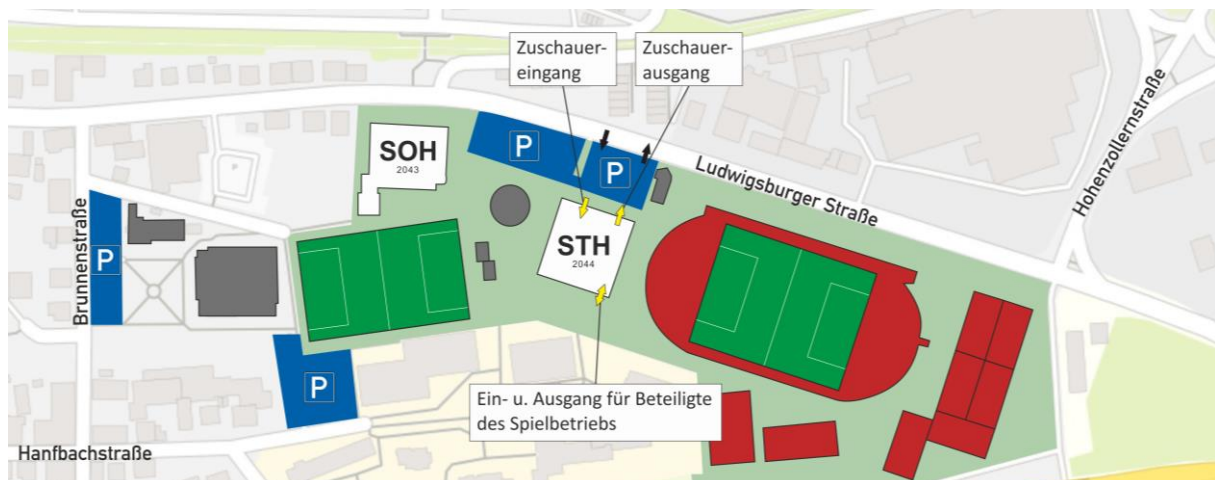 Zuschauer-
eingang
Zuschauer-
ausgang
P
P
SOH
2043
Ludwigsburger Straße
Hohenzollernstraße
Brunnenstraße
P
STH
2044
P
Ein- u. Ausgang für Beteiligte
des Spielbetriebs
Hanfbachstraße